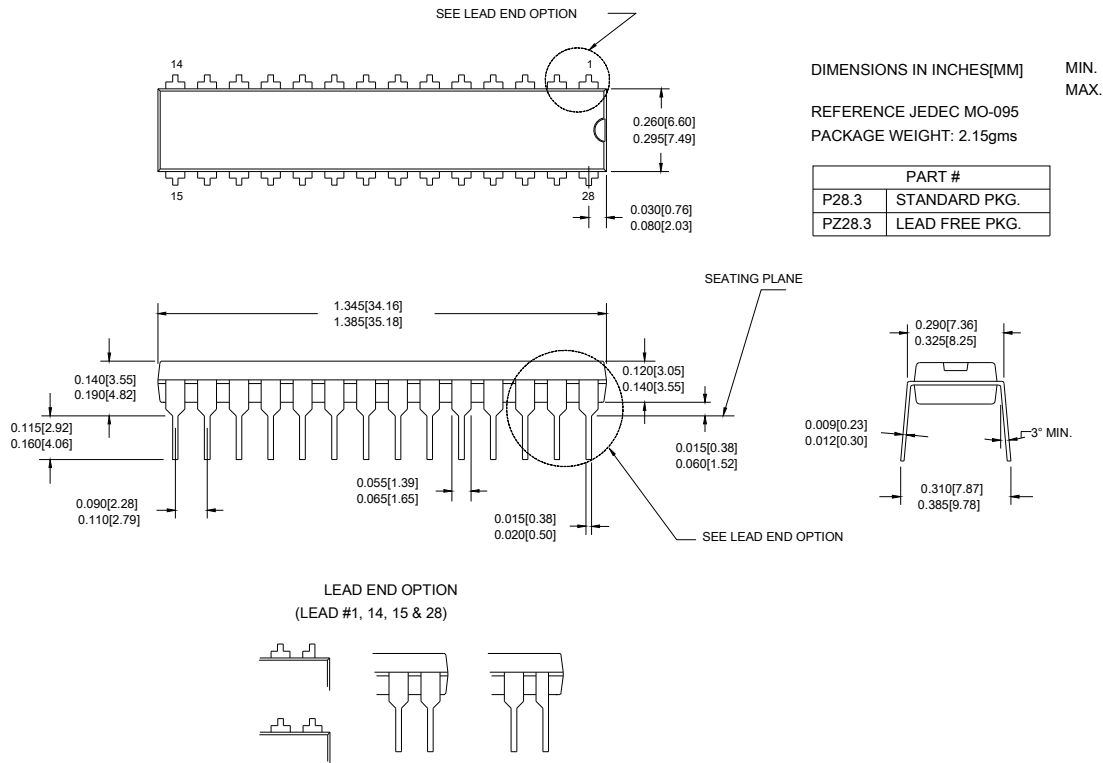 SEE LEAD END OPTION
14
1
DIMENSIONS IN INCHES[MM]
MIN.
MAX.
REFERENCE JEDEC MO-095
PACKAGE WEIGHT: 2.15gms
0.260[6.60]
0.295[7.49]
PART #
P28.3 STANDARD PKG.
PZ28.3 LEAD FREE PKG.
15
28
0.030[0.76]
0.080[2.03]
SEATING PLANE
1.345[34.16]
1.385[35.18]
0.290[7.36]
0.325[8.25]
0.140[3.55]
0.190[4.82]
0.120[3.05]
0.140[3.55]
0.115[2.92]
0.160[4.06]
0.009[0.23]
0.012[0.30]
3° MIN.
0.015[0.38]
0.060[1.52]
0.055[1.39]
0.065[1.65]
0.090[2.28]
0.110[2.79]
0.310[7.87]
0.385[9.78]
0.015[0.38]
0.020[0.50]
SEE LEAD END OPTION
LEAD END OPTION
(LEAD #1, 14, 15 & 28)